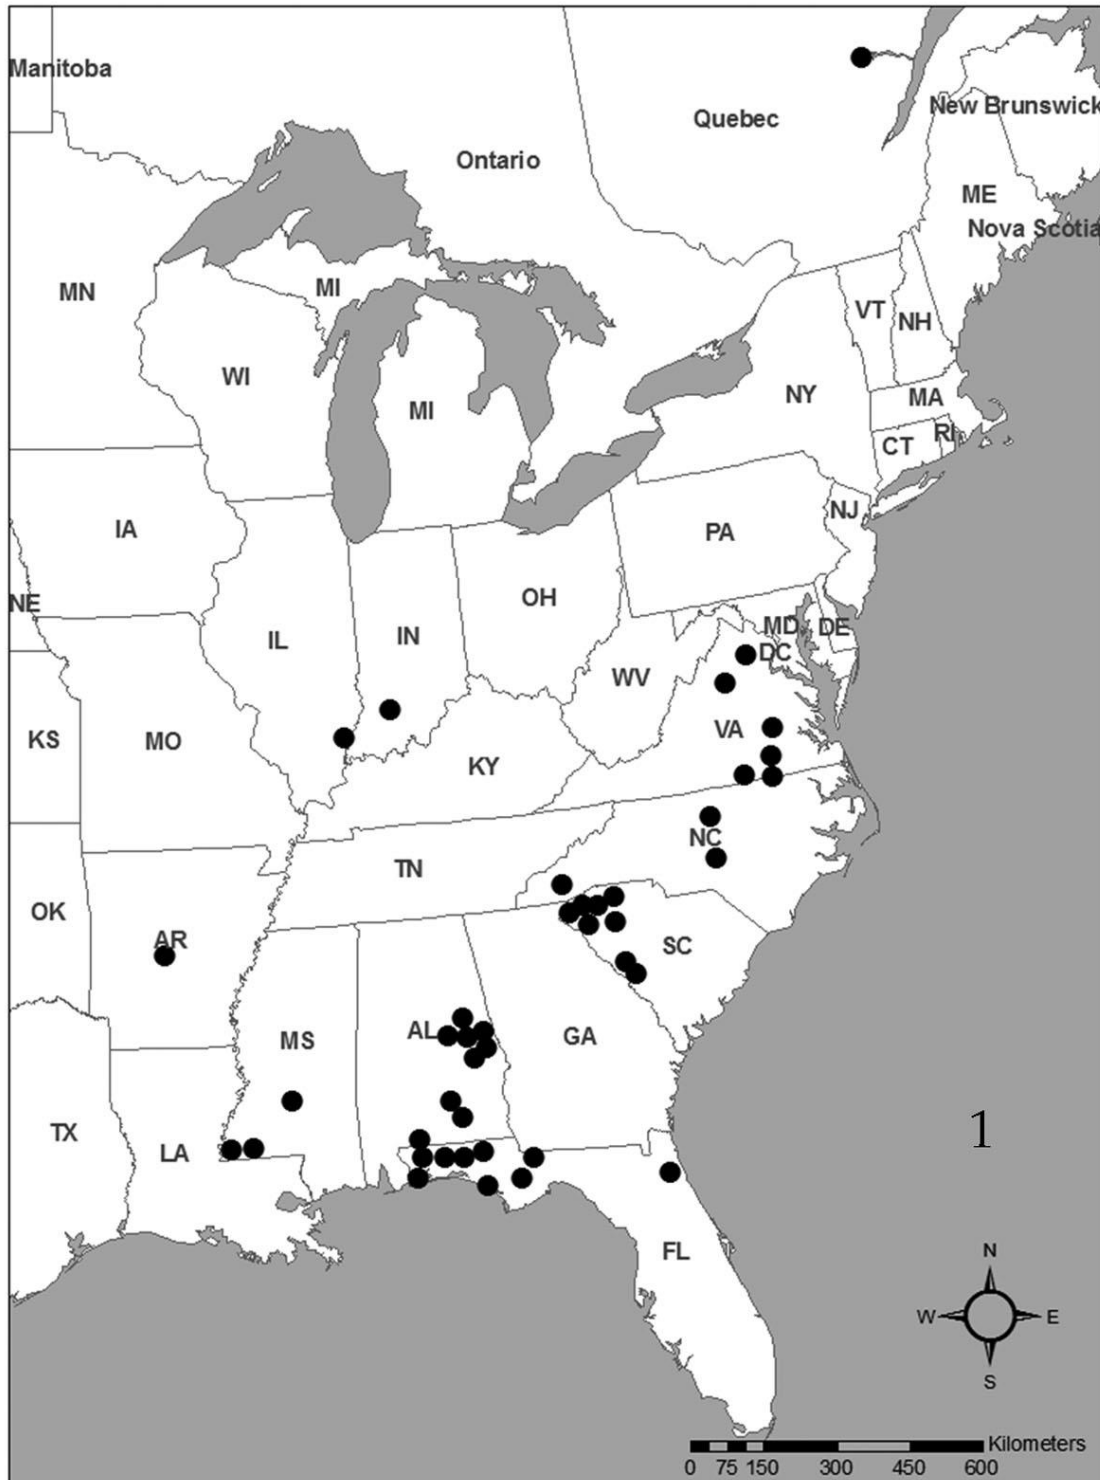 Manitoba
New Brunswick
Quebec
Ontario
ME
Nova Scotia
MN
MI
VT
NH
WI
NY
MA
MI
RI
CT
NJ
IA
PA
OH
NE
MD
DE
IL
IN
DC
WV
VA
KS
MO
KY
NC
TN
OK
AR
SC
AL
MS
GA
TX
LA
1
FL
N
W
E
S
Kilometers
0 75 150 300 450 600